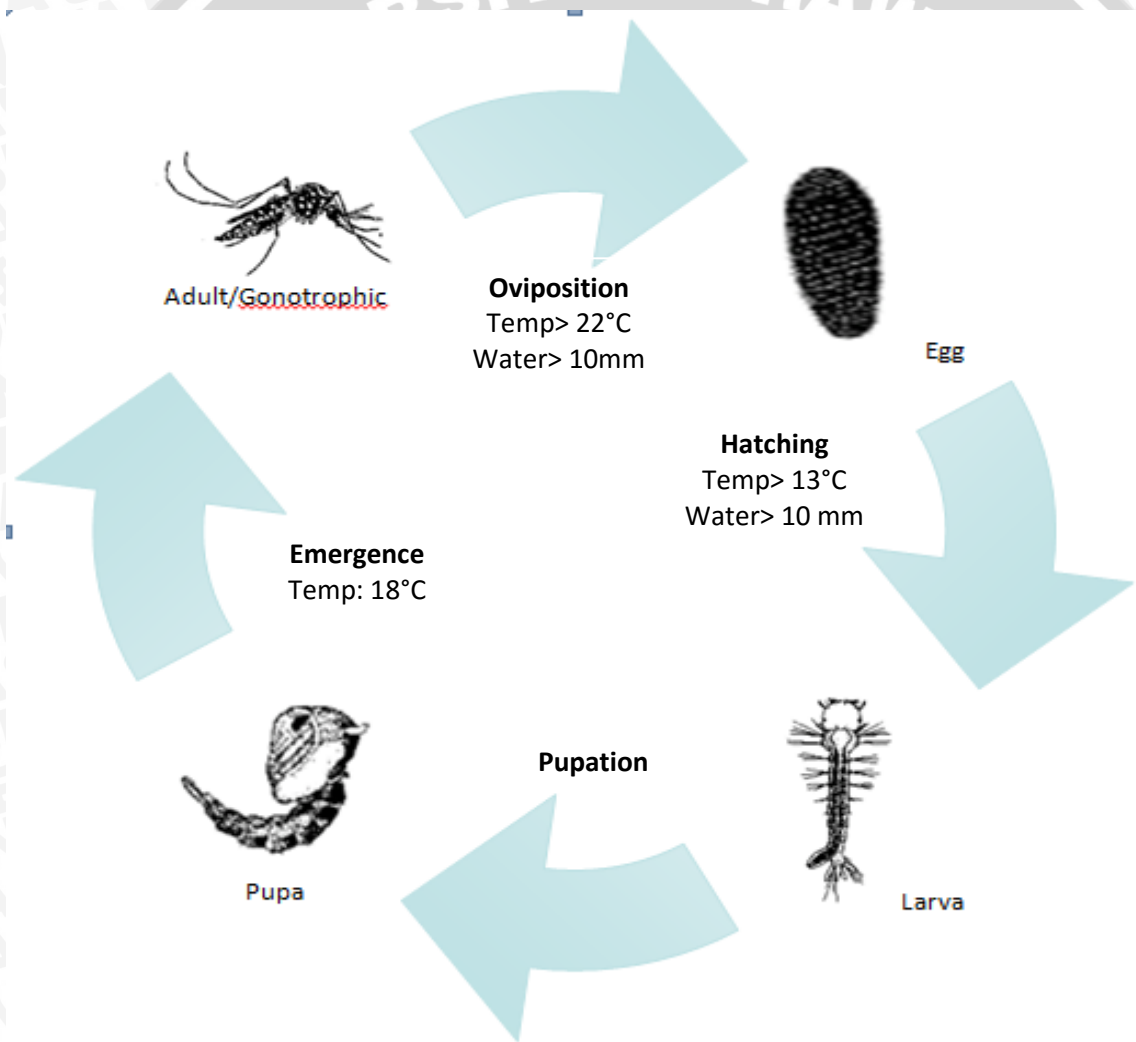 Adult/Gonotrophic
Oviposition
Temp> 22°C
Water> 10mm
Egg
Hatching
Temp> 13°C
Water> 10 mm
Emergence
Temp: 18°C
Pupation
Pupa
Larva